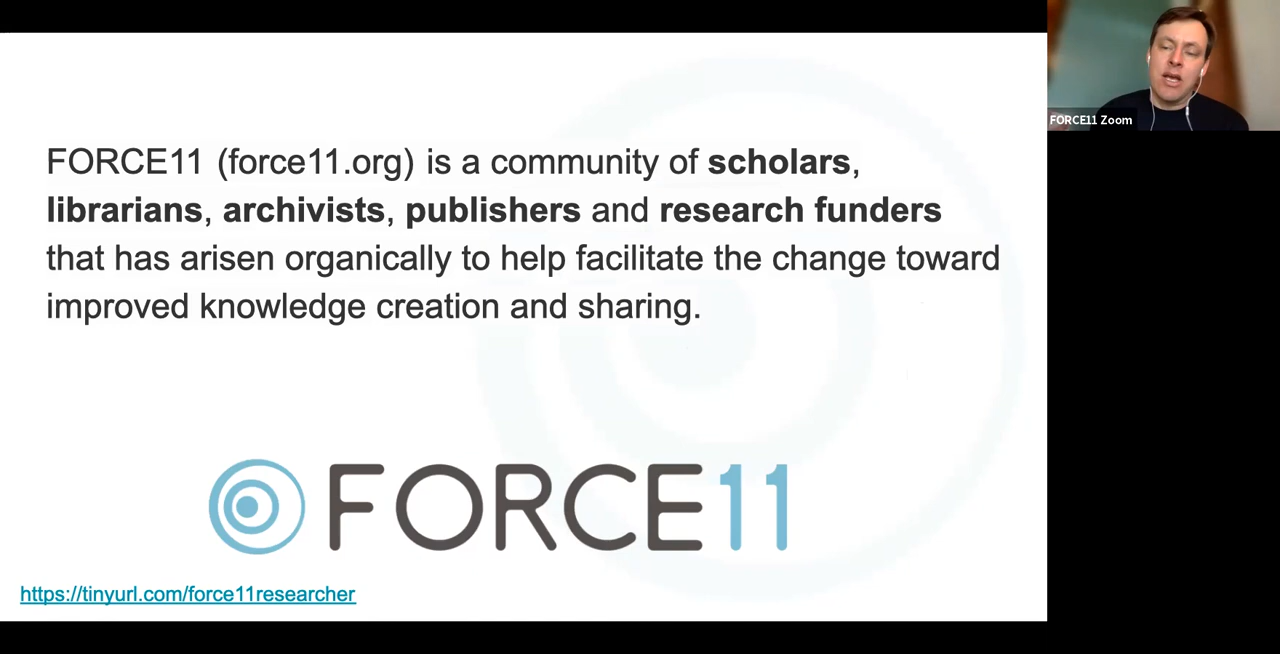 FORCE11 (force11.org) is a community of scholars,
librarians, archivists, publishers and research funders
that has arisen organically to help facilitate the change toward
improved knowledge creation and sharing.
FORCE11
https://tinyurl.com/force11researcher
FORCE11 Zoom